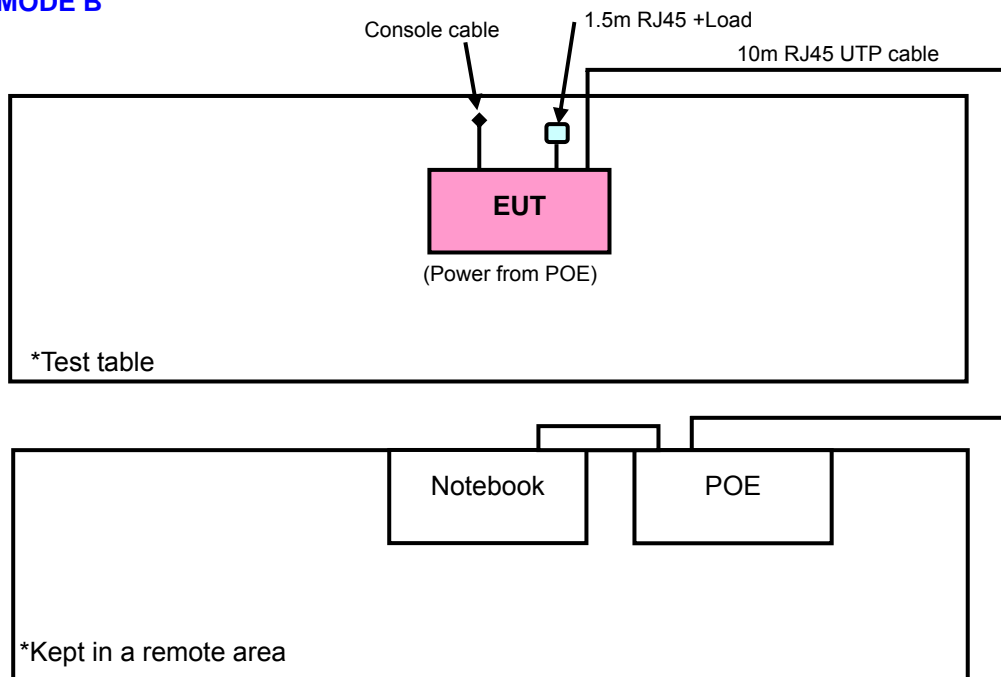 MODE B
Console cable
1.5m RJ45 +Load
10m RJ45 UTP cable
EUT
(Power from POE)
*Test table
Notebook
POE
*Kept in a remote area